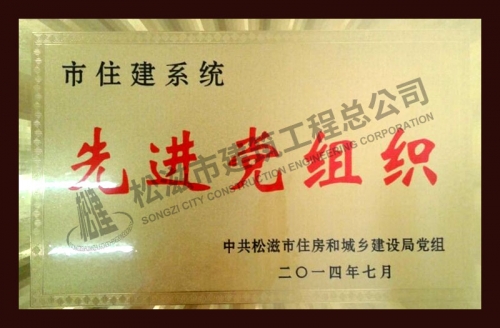 市住建系统
先进党组织
松滋市建筑工程总公司
SONGZI CITY CONSTRUCTION ENGINEERING CORPORATION
中共松滋市住房和城乡建设局党组
二〇一四年七月